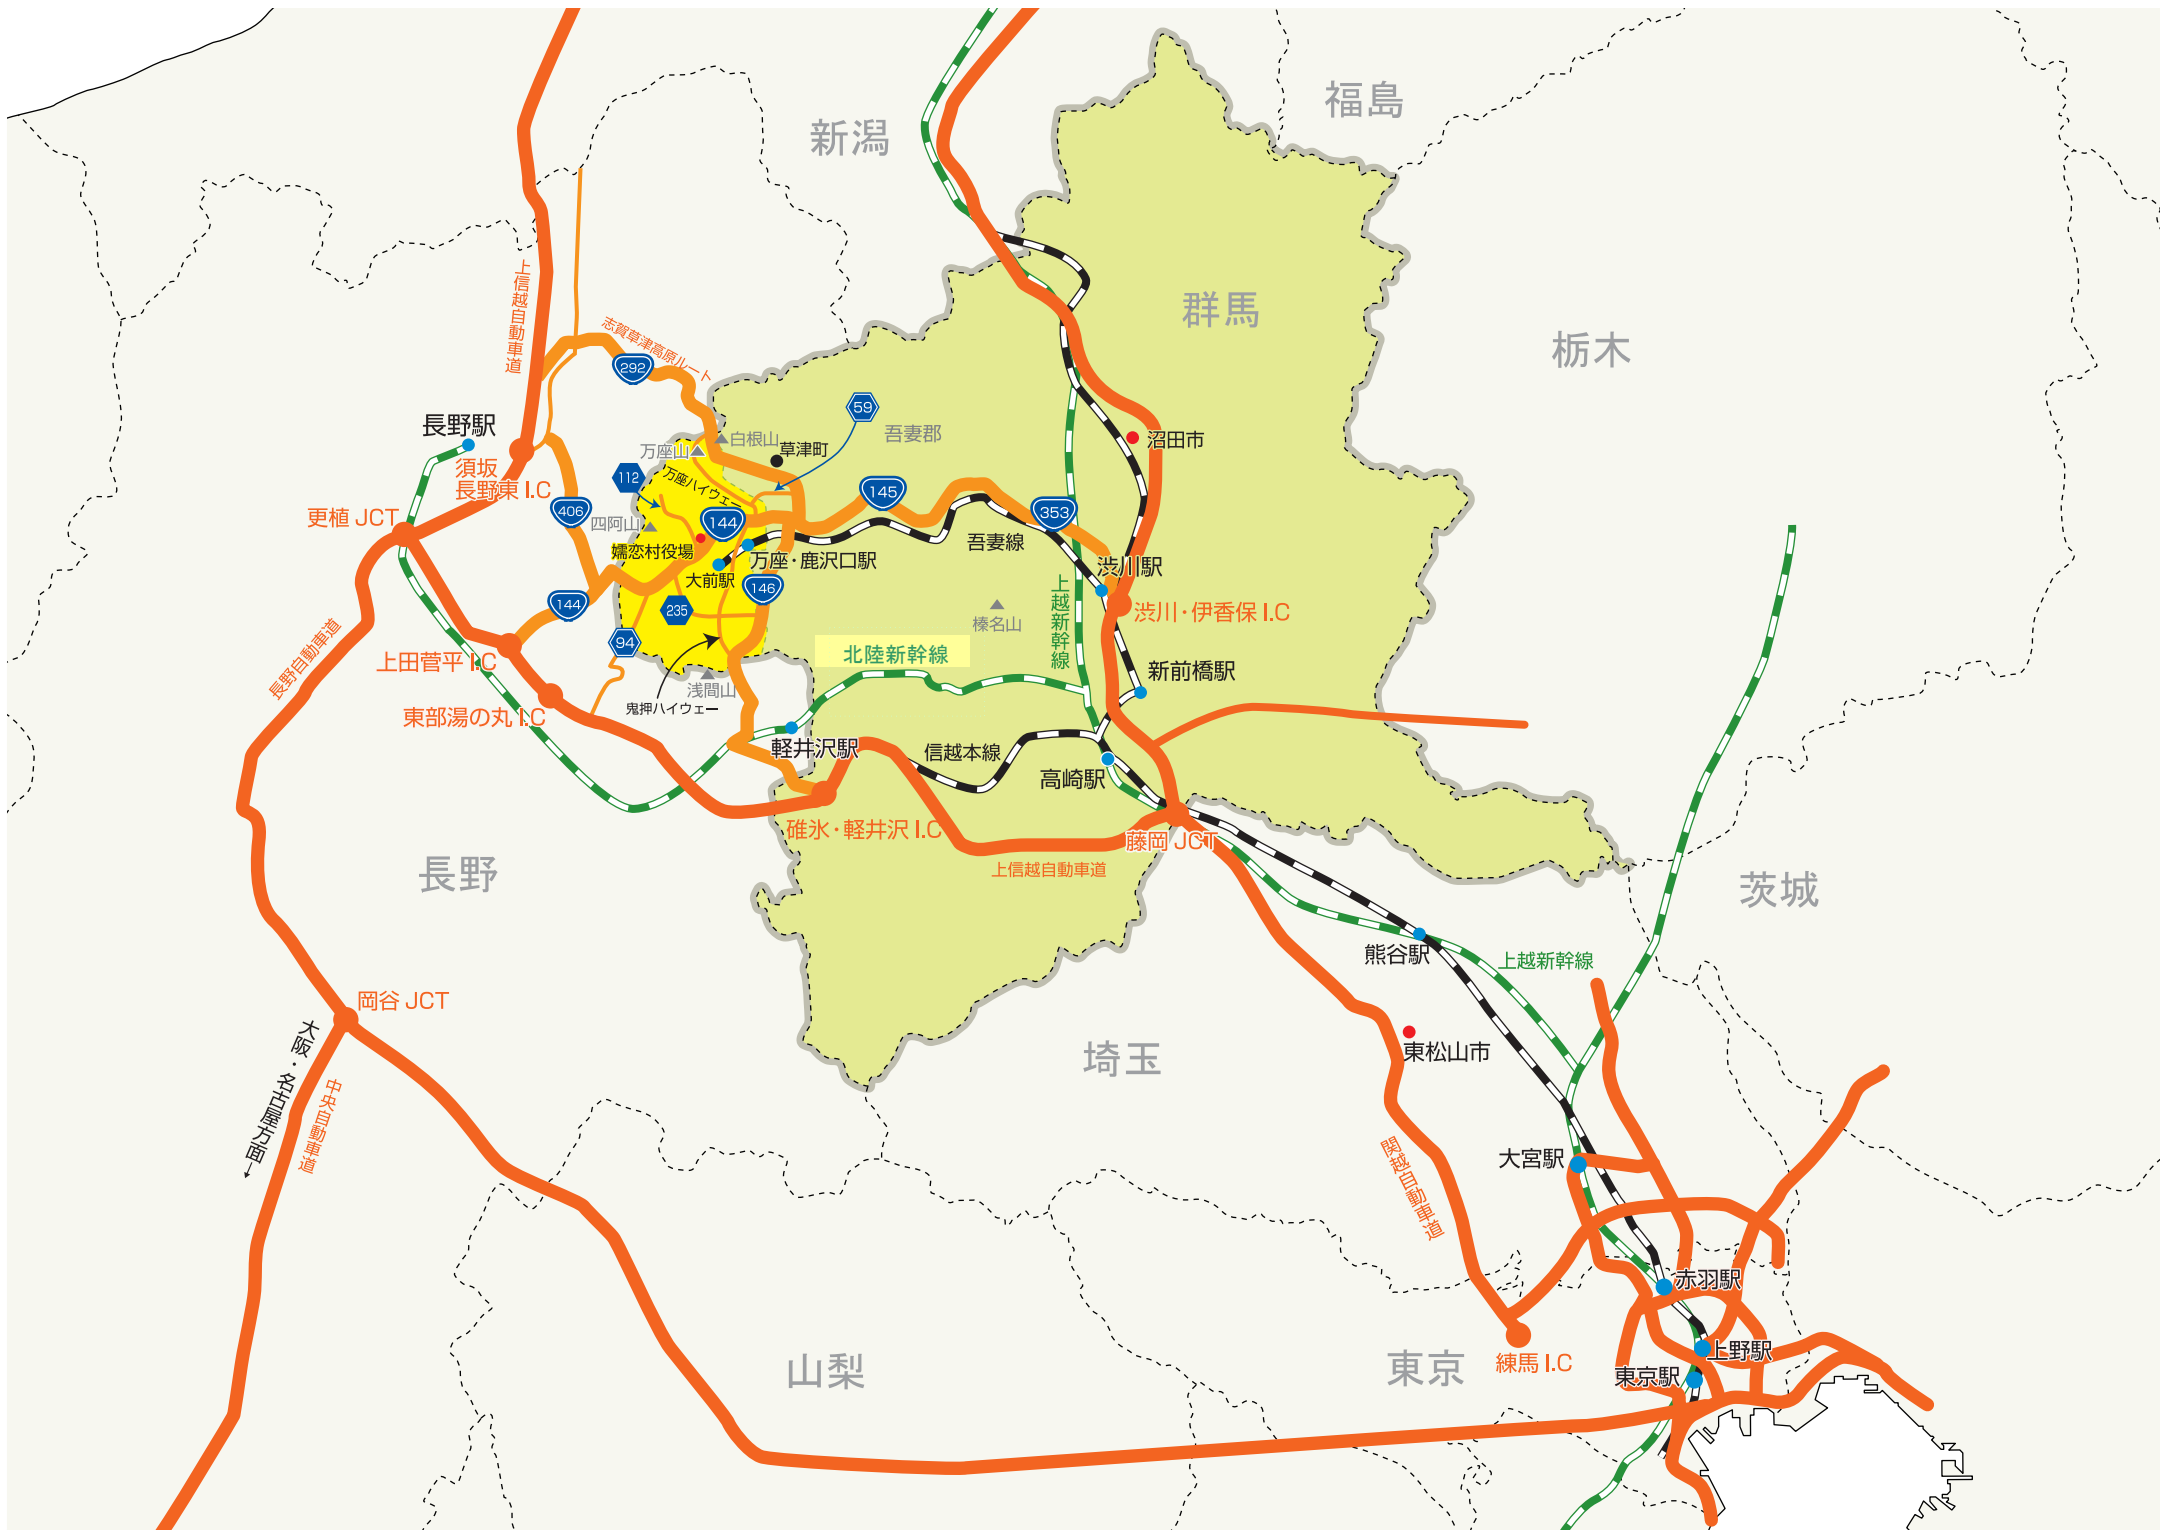 福島
新潟
群馬
栃木
上信越自動車道
志賀草津高原ルート
292
59
長野駅
白根山
草津町
吾妻郡
沼田市
万座山
須坂
長野東 I.C
112
万座ハイウェー
145
更植 JCT
406
四阿山
144
353
嬬恋村役場
万座・鹿沢口駅
吾妻線
渋川駅
大前駅
146
144
235
上越新幹線
榛名山
渋川・伊香保 I.C
長野自動車道
上田菅平 I.C
94
北陸新幹線
新前橋駅
浅間山
鬼押ハイウェー
東部湯の丸 I.C
軽井沢駅
信越本線
高崎駅
碓氷・軽井沢 I.C
藤岡 JCT
上信越自動車道
長野
茨城
熊谷駅
上越新幹線
岡谷 JCT
大阪・名古屋方面→
中央自動車道
埼玉
東松山市
関越自動車道
大宮駅
赤羽駅
山梨
東京
練馬 I.C
上野駅
東京駅